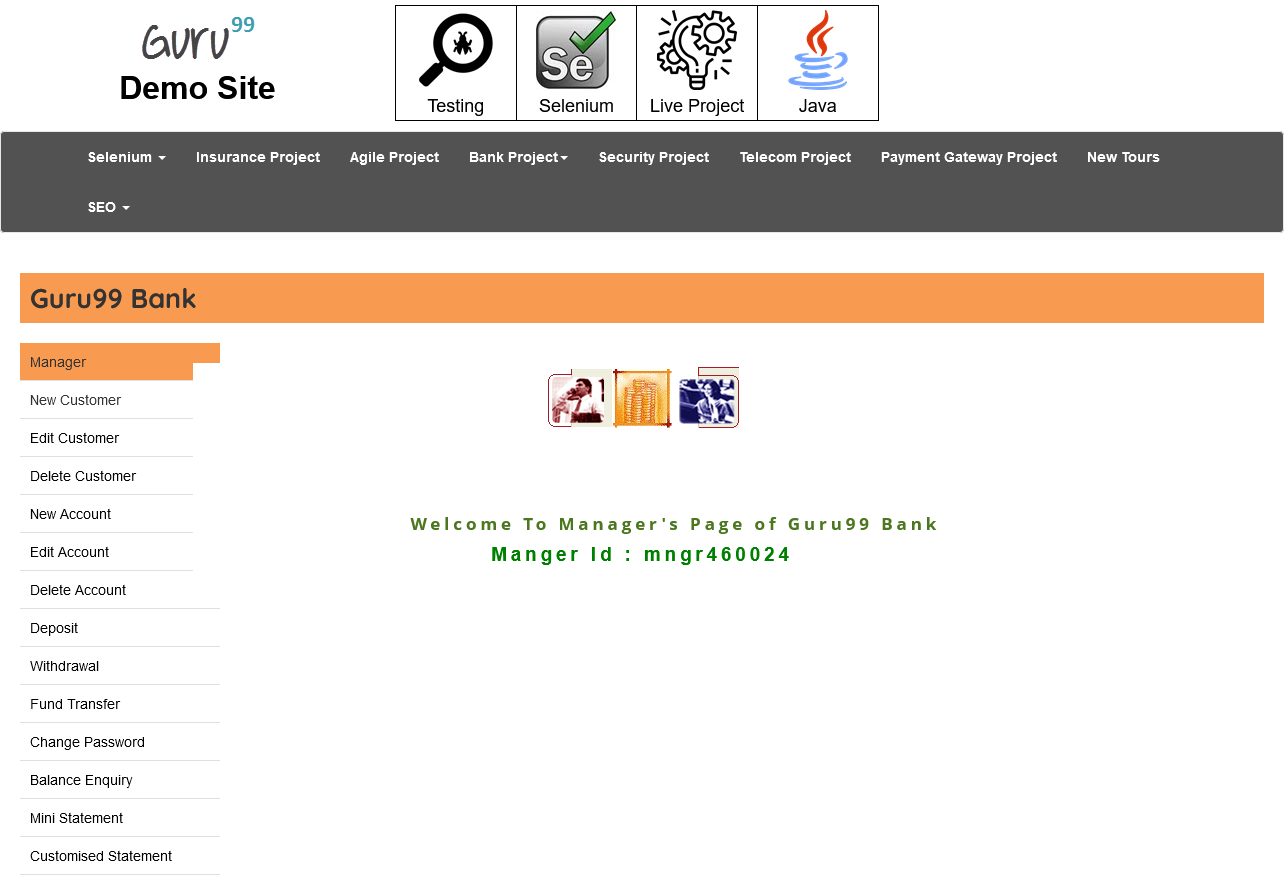 Guru99
Demo Site
Testing
Se
Selenium
Live Project
Java
Selenium
Insurance Project
Agile Project
Bank Project
Security Project
Telecom Project
Payment Gateway Project
New Tours
SEO
Guru99 Bank
Manager
New Customer
Edit Customer
Delete Customer
New Account
Edit Account
Delete Account
Deposit
Withdrawal
Fund Transfer
Change Password
Balance Enquiry
Mini Statement
Customised Statement
Welcome To Manager's Page of Guru99 Bank
Manger Id : mngr460024